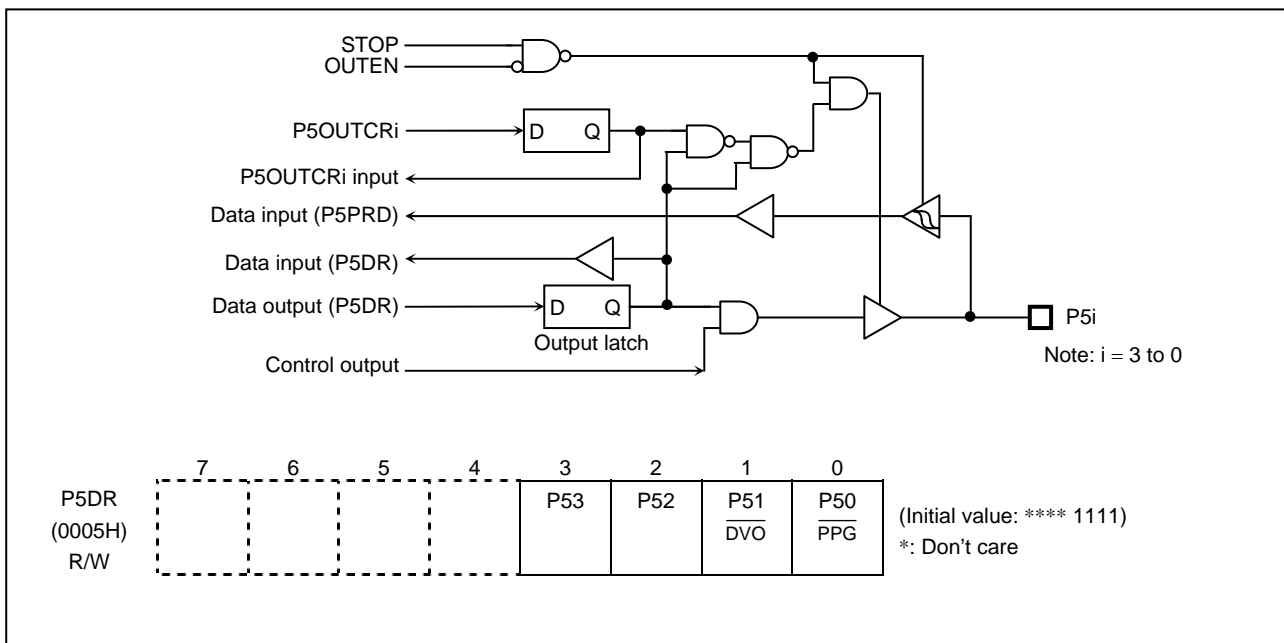 STOP
OUTEN
P5OUTCRi
D Q
P5OUTCRi input
Data input (P5PRD)
Data input (P5DR)
Data output (P5DR)
D Q
P5i
Output latch
Control output
Note: i = 3 to 0
7 6 5 4 3 2 1 0
P5DR
(0005H)
R/W
P53 P52 P51 P50
DVO PPG
(Initial value: **** 1111)
*: Don't care